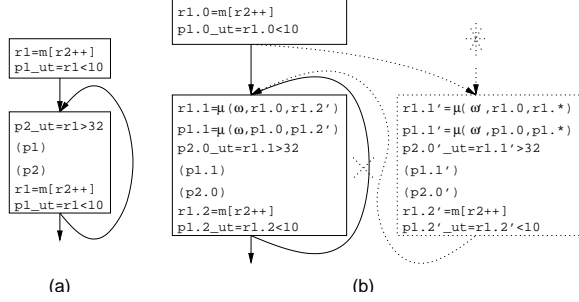 r1=m[r2++]
p1_ut=r1<10
p2_ut=r1>32
(p1)
(p2)
r1=m[r2++]
p1_ut=r1<10
(a)
r1.0=m[r2++]
p1.0_ut=r1.0<10
r1.1=μ(ω,r1.0,r1.2')
p1.1=μ(ω,p1.0,p1.2')
p2.0_ut=r1.1>32
(p1.1)
(p2.0)
r1.2=m[r2++]
p1.2_ut=r1.2<10
r1.1'=μ(ω',r1.0,r1.*)
p1.1'=μ(ω',p1.0,p1.*)
p2.0'_ut=r1.1'>32
(p1.1')
(p2.0')
r1.2'=m[r2++]
p1.2'_ut=r1.2'<10
(b)